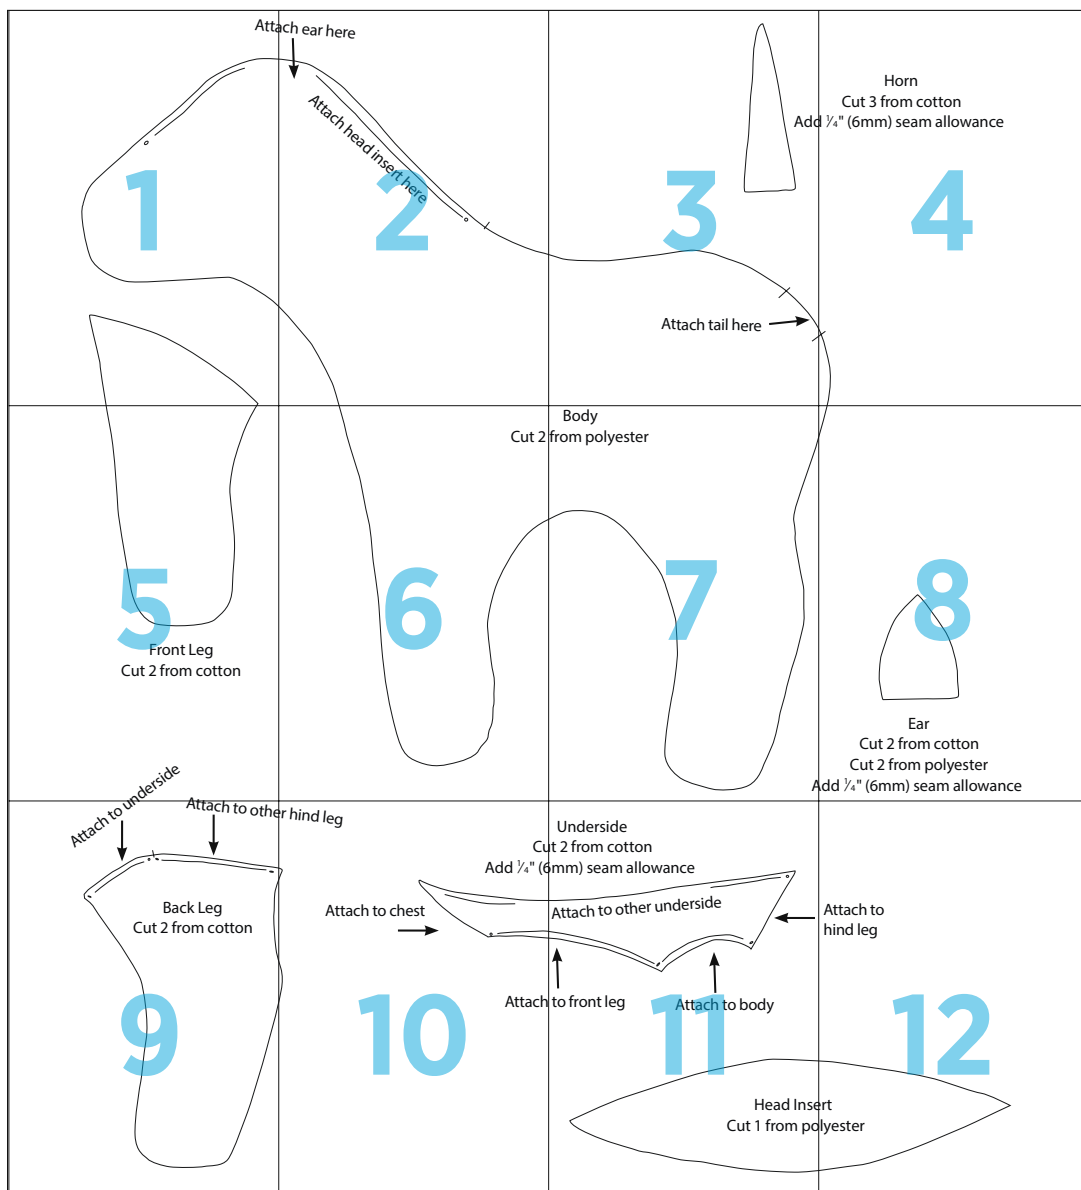 Attach ear here
Horn
Cut 3 from cotton
Add ¼" (6mm) seam allowance
Attach head insert here
1
2
3
4
Attach tail here
Body
Cut 2 from polyester
5
6
7
8
Front Leg
Cut 2 from cotton
Ear
Cut 2 from cotton
Cut 2 from polyester
Add ¼" (6mm) seam allowance
Attach to underside
Attach to other hind leg
Back Leg
Cut 2 from cotton
Underside
Cut 2 from cotton
Add ¼" (6mm) seam allowance
Attach to chest
Attach to other underside
Attach to
hind leg
Attach to front leg
Attach to body
9
10
11
12
Head Insert
Cut 1 from polyester